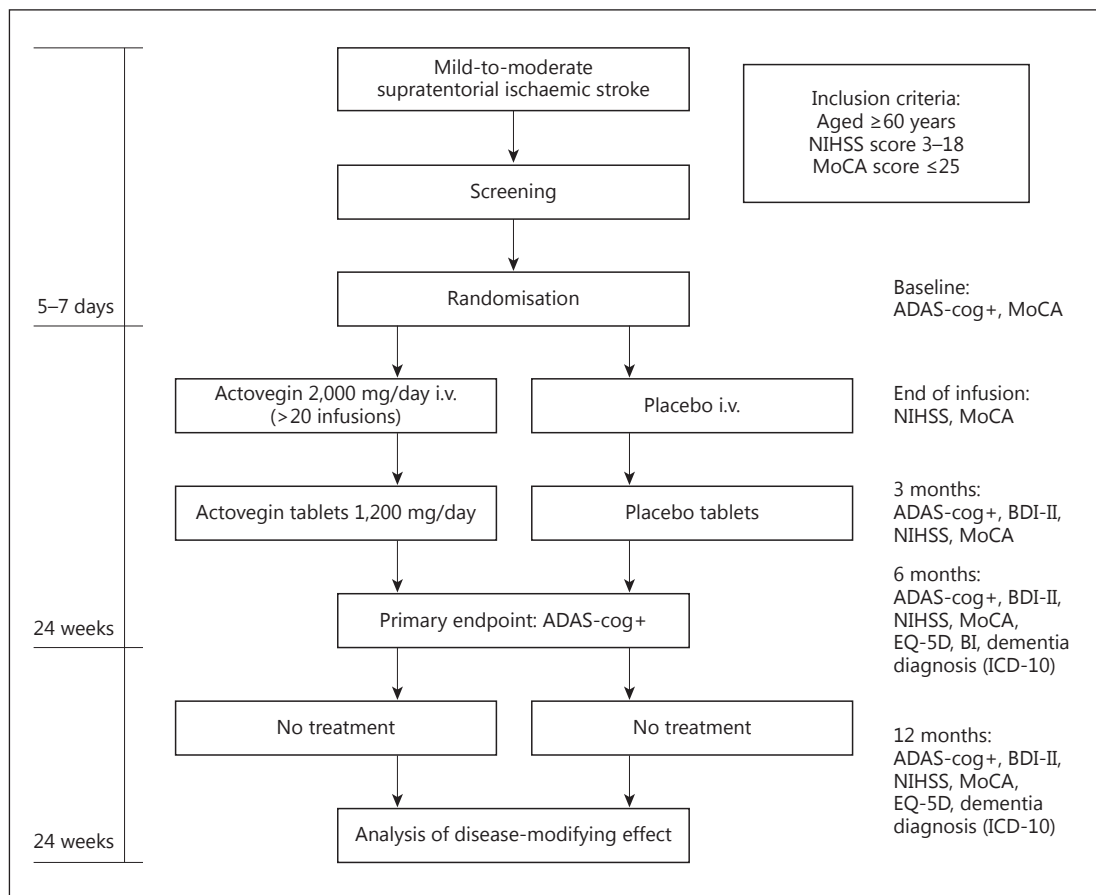 Mild-to-moderate
supratentorial ischaemic stroke
Inclusion criteria:
Aged ≥60 years
NIHSS score 3–18
MoCA score ≤25
Screening
Randomisation
5–7 days
Baseline:
ADAS-cog+, MoCA
Actovegin 2,000 mg/day i.v.
(>20 infusions)
Placebo i.v.
End of infusion:
NIHSS, MoCA
Actovegin tablets 1,200 mg/day
Placebo tablets
3 months:
ADAS-cog+, BDI-II,
NIHSS, MoCA
Primary endpoint: ADAS-cog+
24 weeks
6 months:
ADAS-cog+, BDI-II,
NIHSS, MoCA,
EQ-5D, BI, dementia
diagnosis (ICD-10)
No treatment
No treatment
12 months:
ADAS-cog+, BDI-II,
NIHSS, MoCA,
EQ-5D, dementia
diagnosis (ICD-10)
Analysis of disease-modifying effect
24 weeks